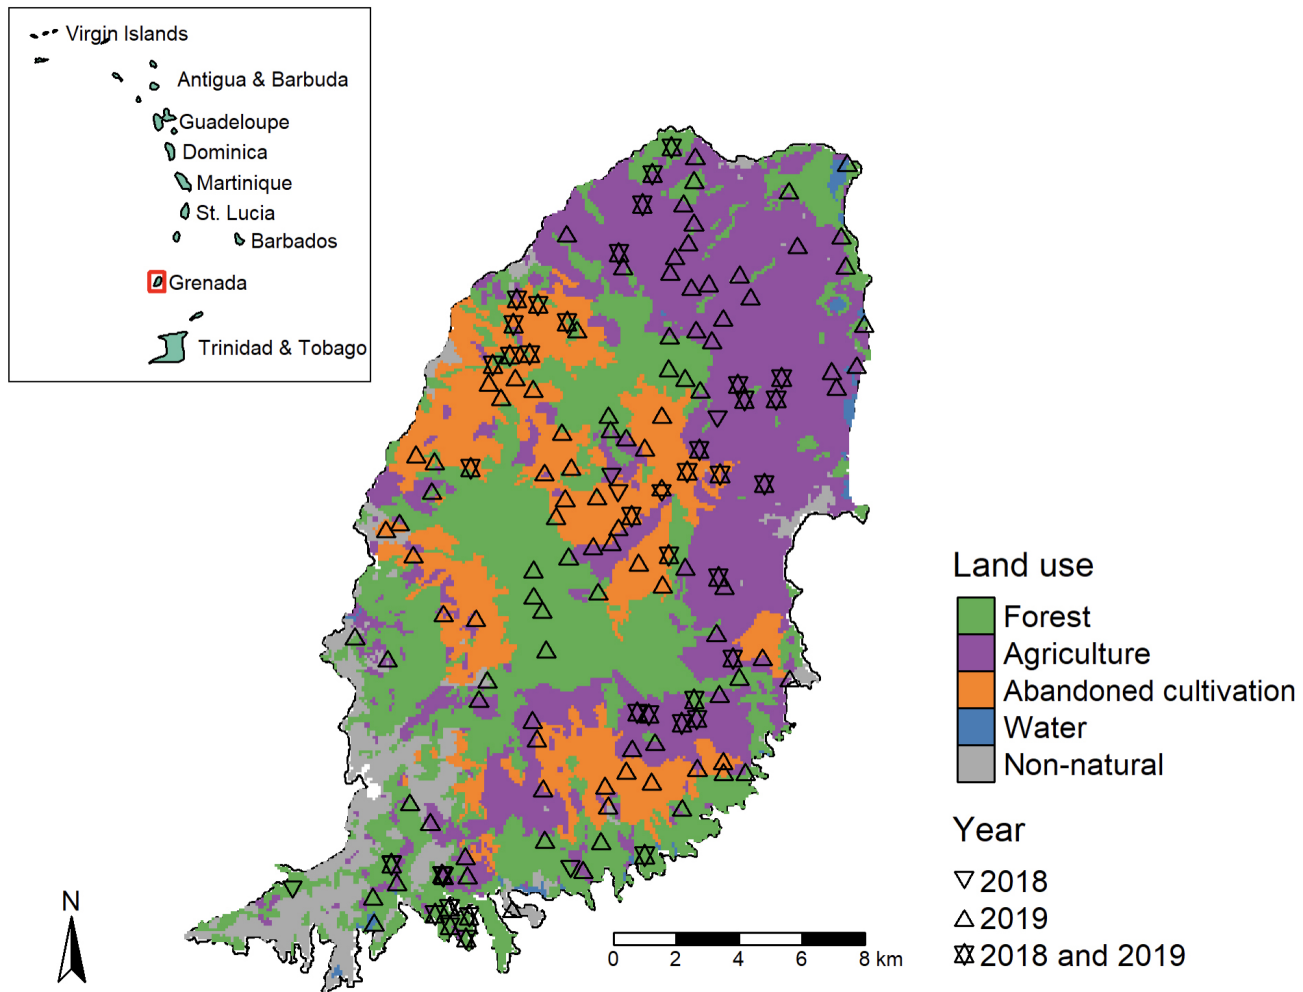 Virgin Islands
Antigua & Barbuda
Guadeloupe
Dominica
Martinique
St. Lucia
Barbados
Grenada
Trinidad & Tobago
Land use
Forest
Agriculture
Abandoned cultivation
Water
Non-natural
Year
2018
2019
2018 and 2019
N
0 2 4 6 8 km